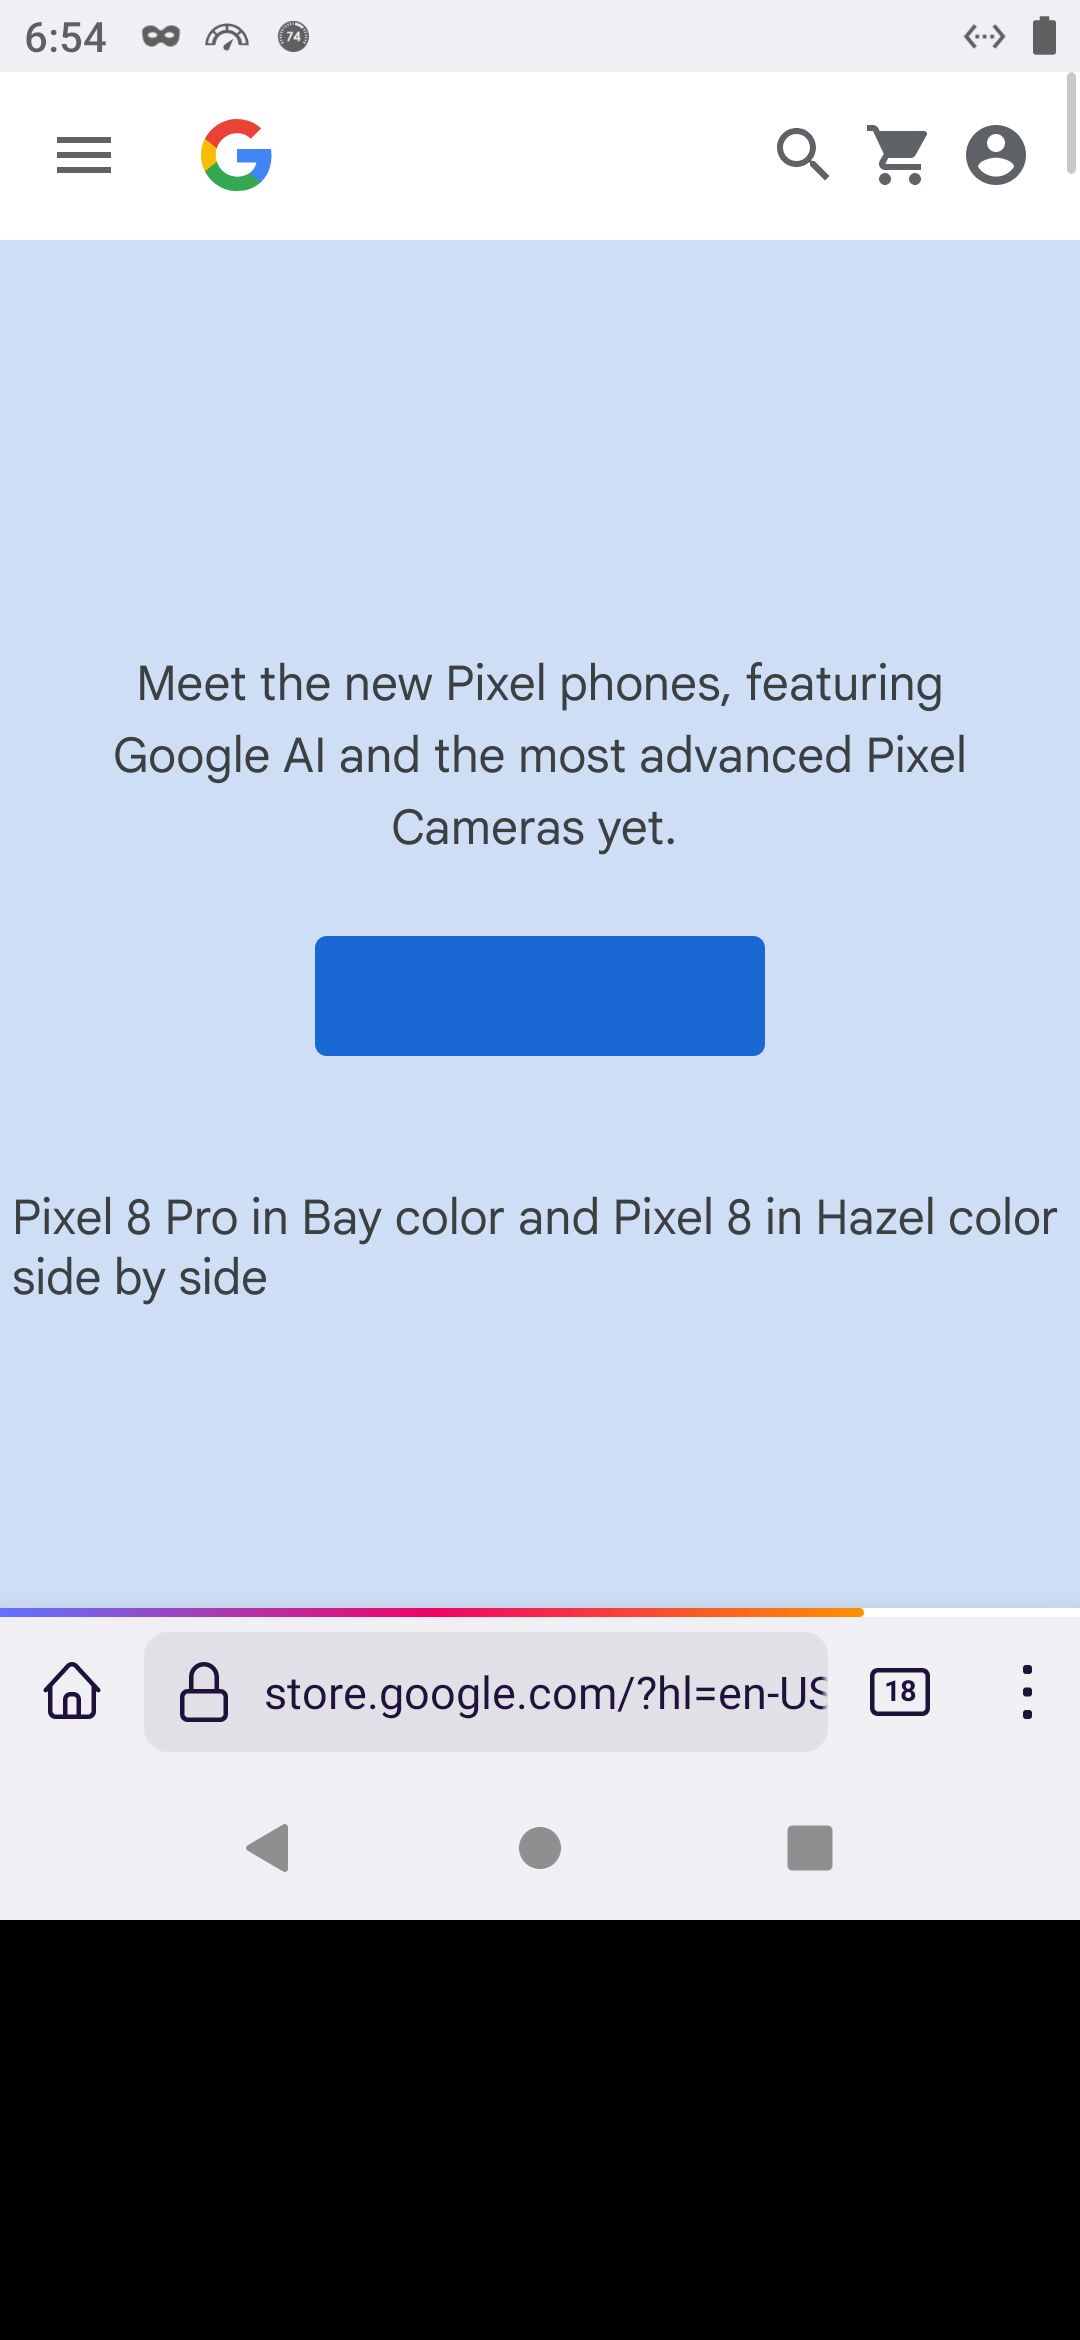 6:54
74
Meet the new Pixel phones, featuring
Google AI and the most advanced Pixel
Cameras yet.
Pixel 8 Pro in Bay color and Pixel 8 in Hazel color
side by side
store.google.com/?hl=en-US
18